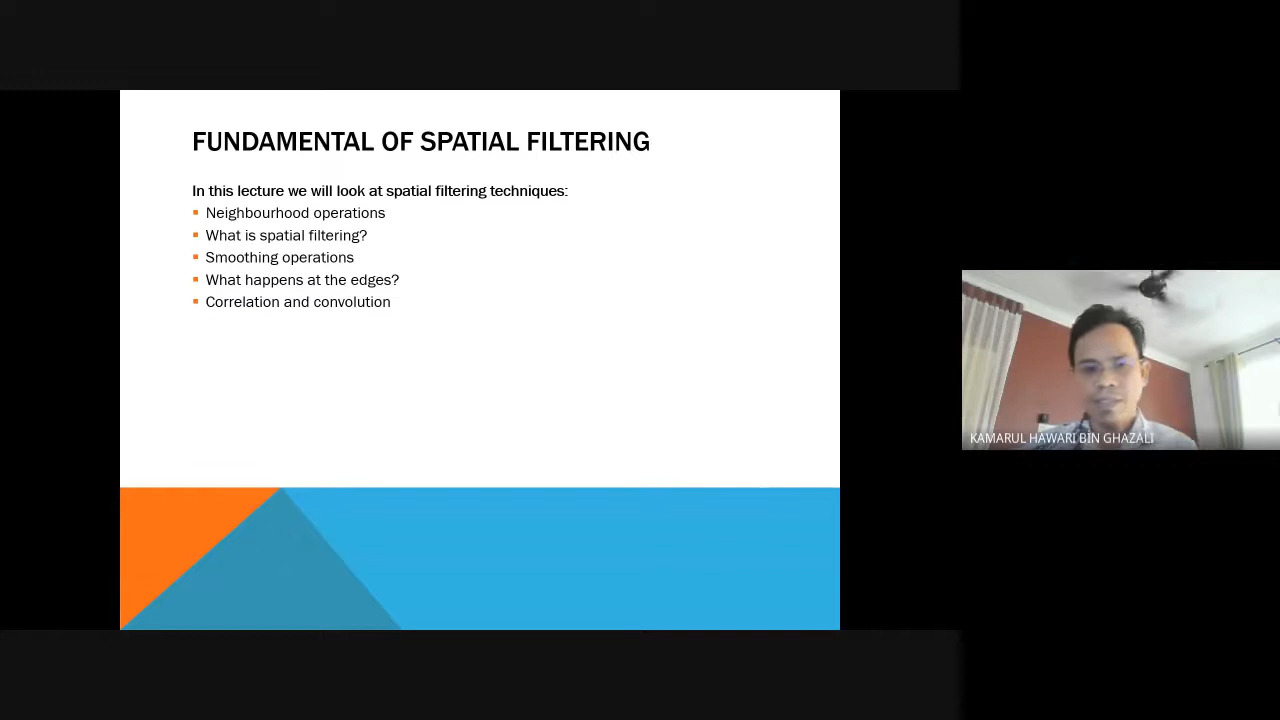 FUNDAMENTAL OF SPATIAL FILTERING
In this lecture we will look at spatial filtering techniques:
Neighbourhood operations
What is spatial filtering?
Smoothing operations
What happens at the edges?
Correlation and convolution
KAMARUL HAWARI BIN GHAZALI